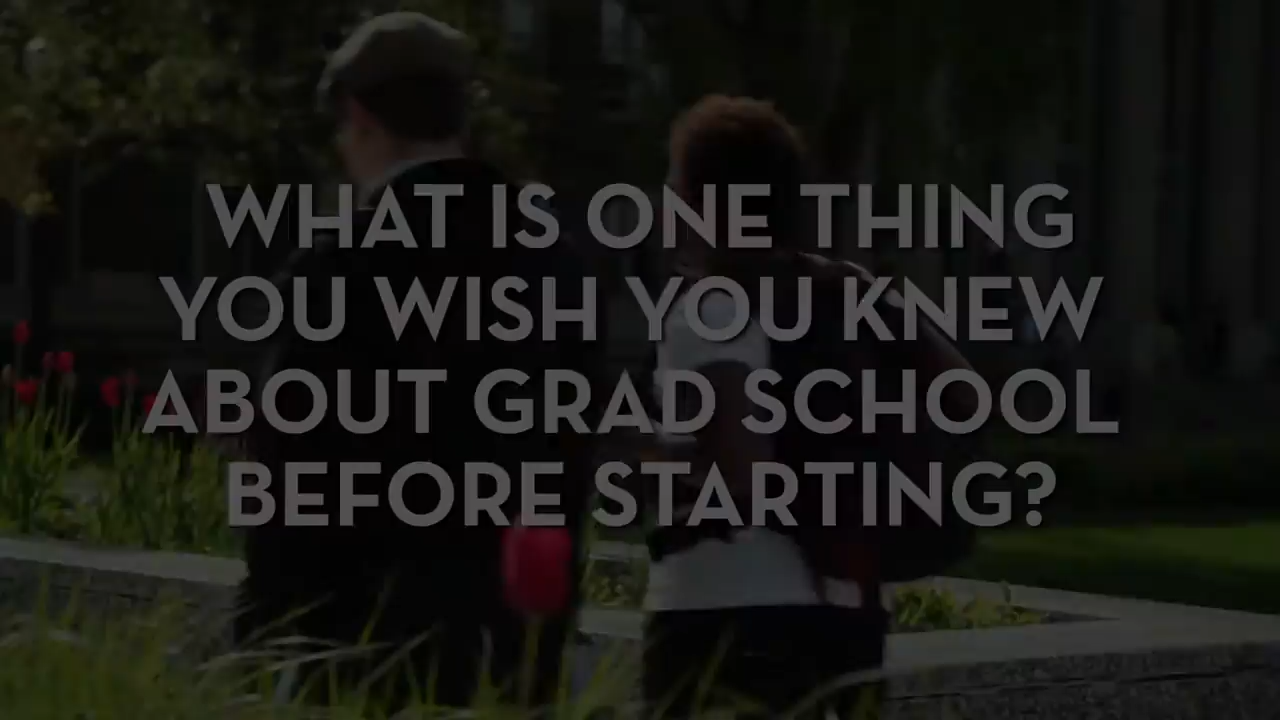 WHAT IS ONE THING
YOU WISH YOU KNEW
ABOUT GRAD SCHOOL
BEFORE STARTING?